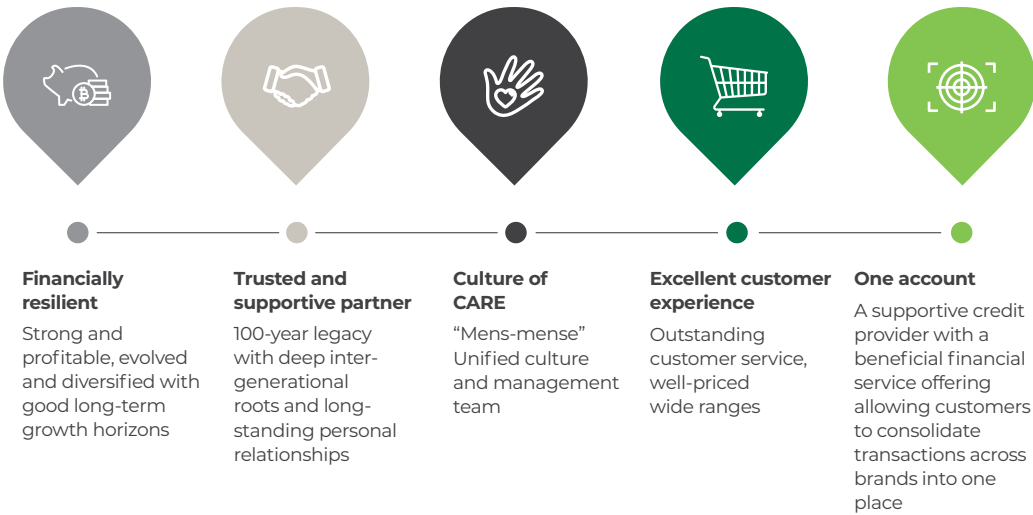 Financially
resilient
Strong and
profitable, evolved
and diversified with
good long-term
growth horizons
Trusted and
supportive partner
100-year legacy
with deep inter-
generational
roots and long-
standing personal
relationships
Culture of
CARE
“Mens-mense”
Unified culture
and management
team
Excellent customer
experience
Outstanding
customer service,
well-priced
wide ranges
One account
A supportive credit
provider with a
beneficial financial
service offering
allowing customers
to consolidate
transactions across
brands into one
place